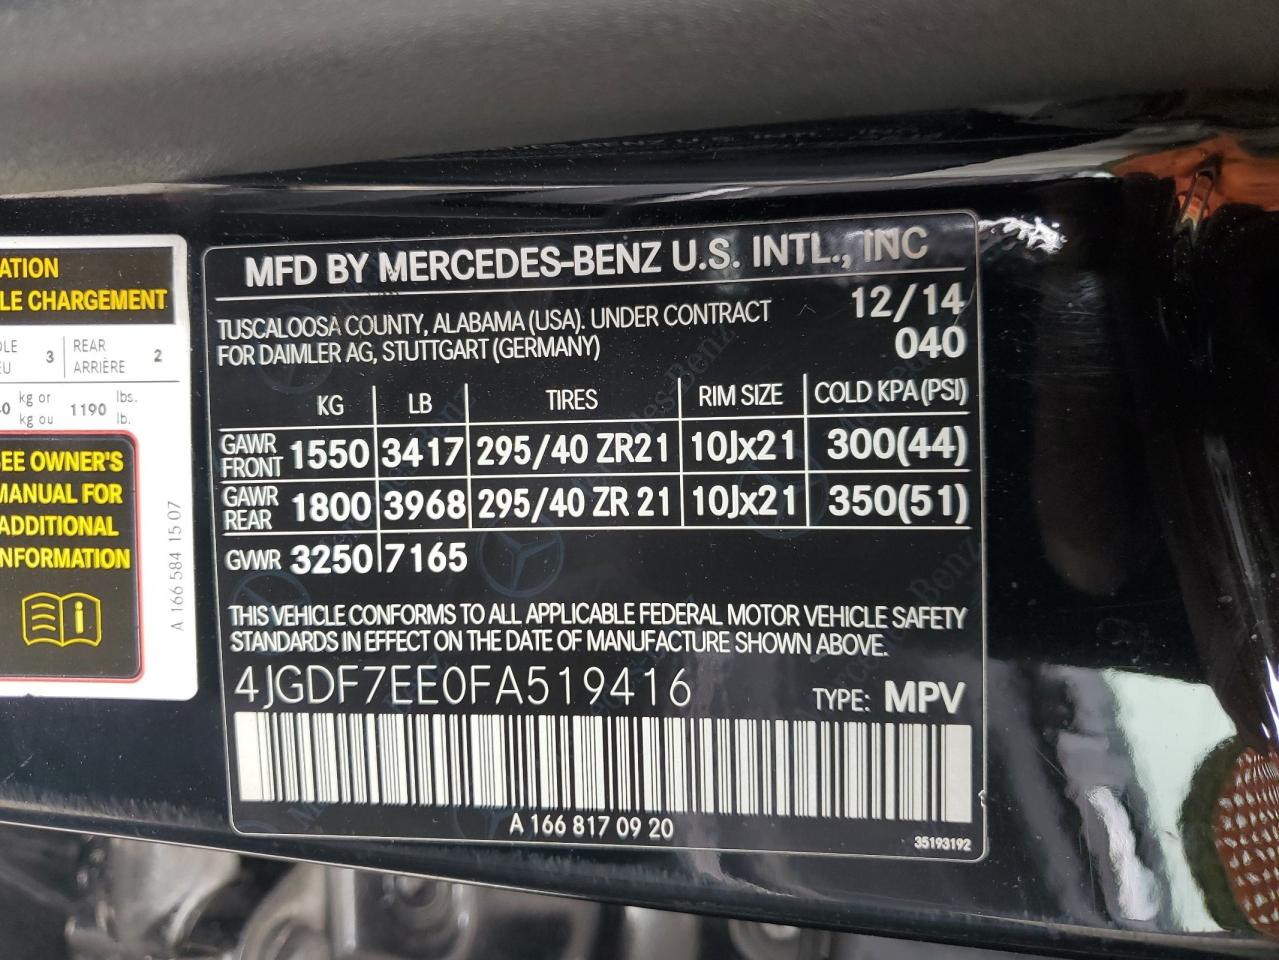 ATION
LE CHARGEMENT
3 REAR ARRIÈRE 2
kg or kg ou 1190 lbs. lb.
SEE OWNER'S
MANUAL FOR
ADDITIONAL
INFORMATION
A 166 584 15 07
MFD BY MERCEDES-BENZ U.S. INTL., INC
TUSCALOOSA COUNTY, ALABAMA (USA). UNDER CONTRACT 12/14
FOR DAIMLER AG, STUTTGART (GERMANY) 040
KG LB TIRES RIM SIZE COLD KPA (PSI)
GAWR FRONT 1550 3417 295/40 ZR21 10Jx21 300(44)
GAWR REAR 1800 3968 295/40 ZR 21 10Jx21 350(51)
GVWR 3250 7165
THIS VEHICLE CONFORMS TO ALL APPLICABLE FEDERAL MOTOR VEHICLE SAFETY
STANDARDS IN EFFECT ON THE DATE OF MANUFACTURE SHOWN ABOVE.
4JGDF7EE0FA519416 TYPE: MPV
A 166 817 09 20
35193192